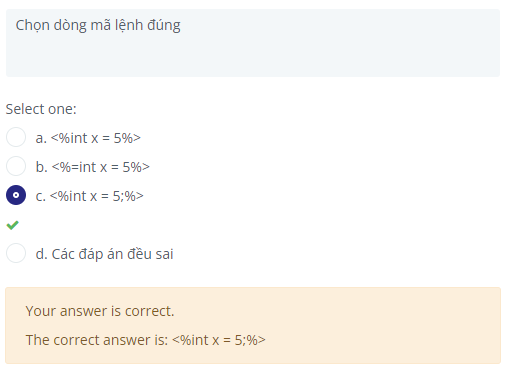 Chọn dòng mã lệnh đúng
Select one:
a. <%int x = 5%>
b. <%=int x = 5%>
c. <%int x = 5;%>
d. Các đáp án đều sai
Your answer is correct.
The correct answer is: <%int x = 5;%>